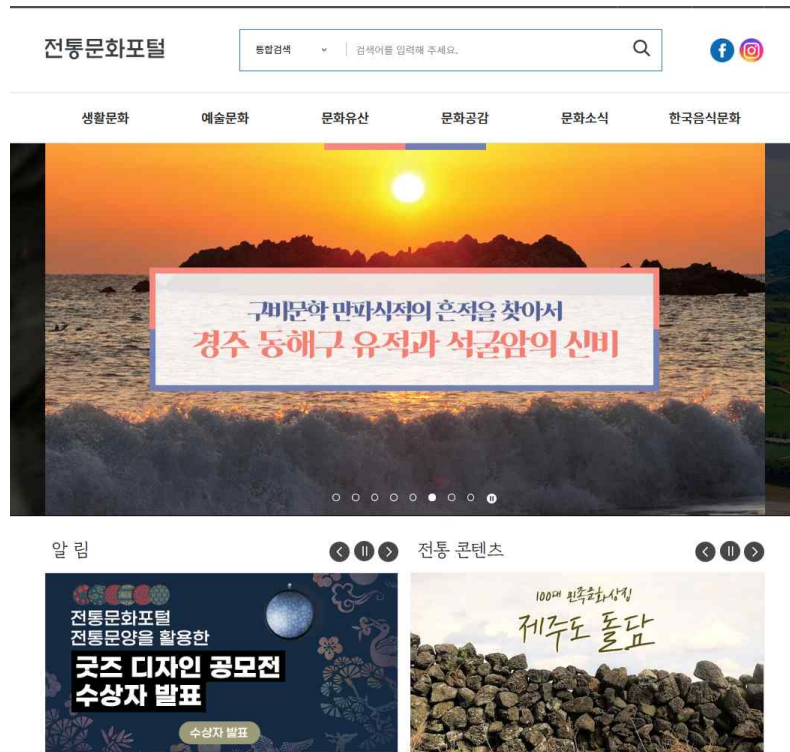 전통문화포털
통합검색
검색어를 입력해 주세요.
생활문화 예술문화 문화유산 문화공감 문화소식 한국음식문화
구비문학 만파식적의 흔적을 찾아서
경주 동해구 유적과 석굴암의 신비
알 림
전통 콘텐츠
전통문화포털
전통문양을 활용한
굿즈 디자인 공모전
수상자 발표
수상자 발표
100대 민족문화상징
제주도 돌담